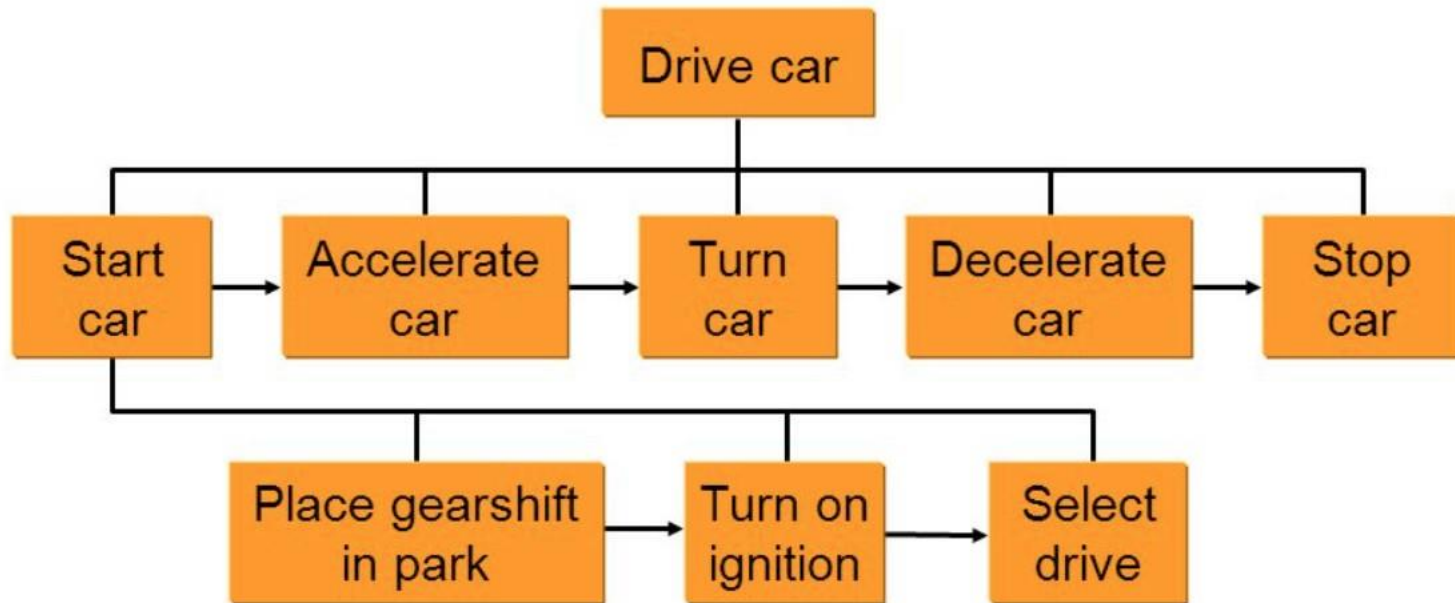 Drive car
Start
car
Accelerate
car
Turn
car
Decelerate
car
Stop
car
Place gearshift
in park
Turn on
ignition
Select
drive